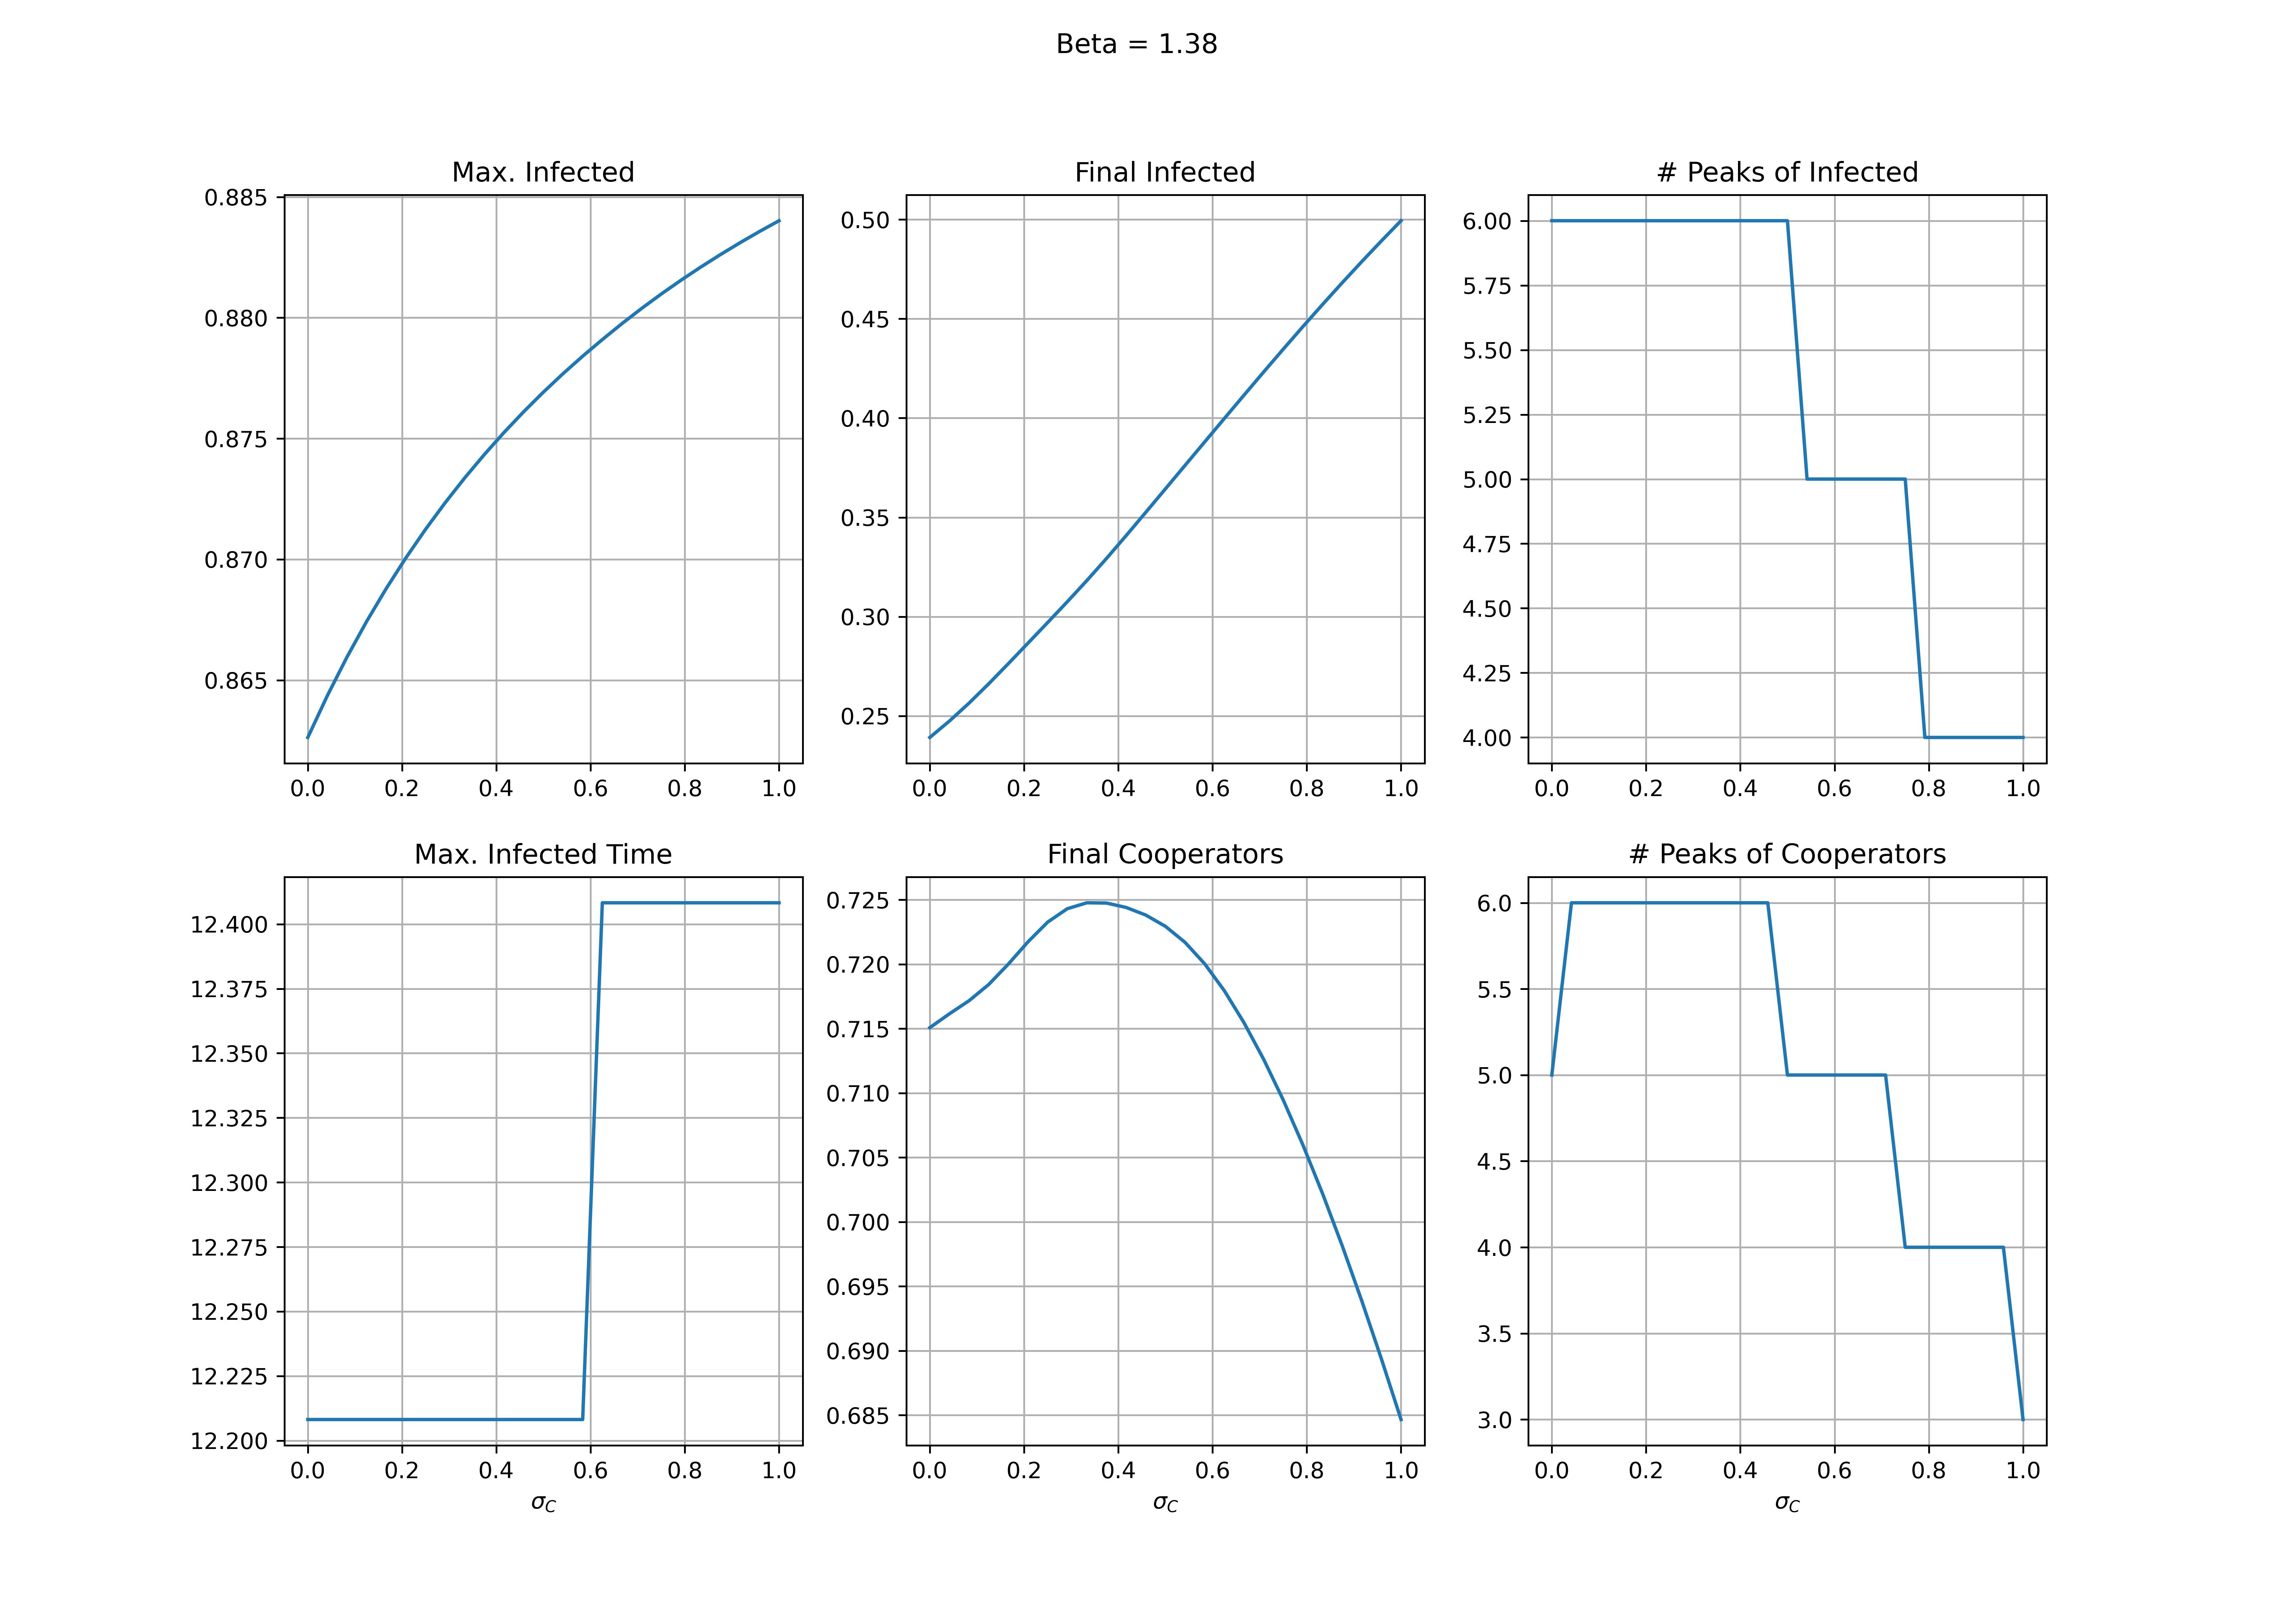 Beta = 1.38
Max. Infected
0.885
0.880
0.875
0.870
0.865
0.0 0.2 0.4 0.6 0.8 1.0
Final Infected
0.50
0.45
0.40
0.35
0.30
0.25
0.0 0.2 0.4 0.6 0.8 1.0
# Peaks of Infected
6.00
5.75
5.50
5.25
5.00
4.75
4.50
4.25
4.00
0.0 0.2 0.4 0.6 0.8 1.0
Max. Infected Time
12.400
12.375
12.350
12.325
12.300
12.275
12.250
12.225
12.200
0.0 0.2 0.4 0.6 0.8 1.0
σC
Final Cooperators
0.725
0.720
0.715
0.710
0.705
0.700
0.695
0.690
0.685
0.0 0.2 0.4 0.6 0.8 1.0
σC
# Peaks of Cooperators
6.0
5.5
5.0
4.5
4.0
3.5
3.0
0.0 0.2 0.4 0.6 0.8 1.0
σC